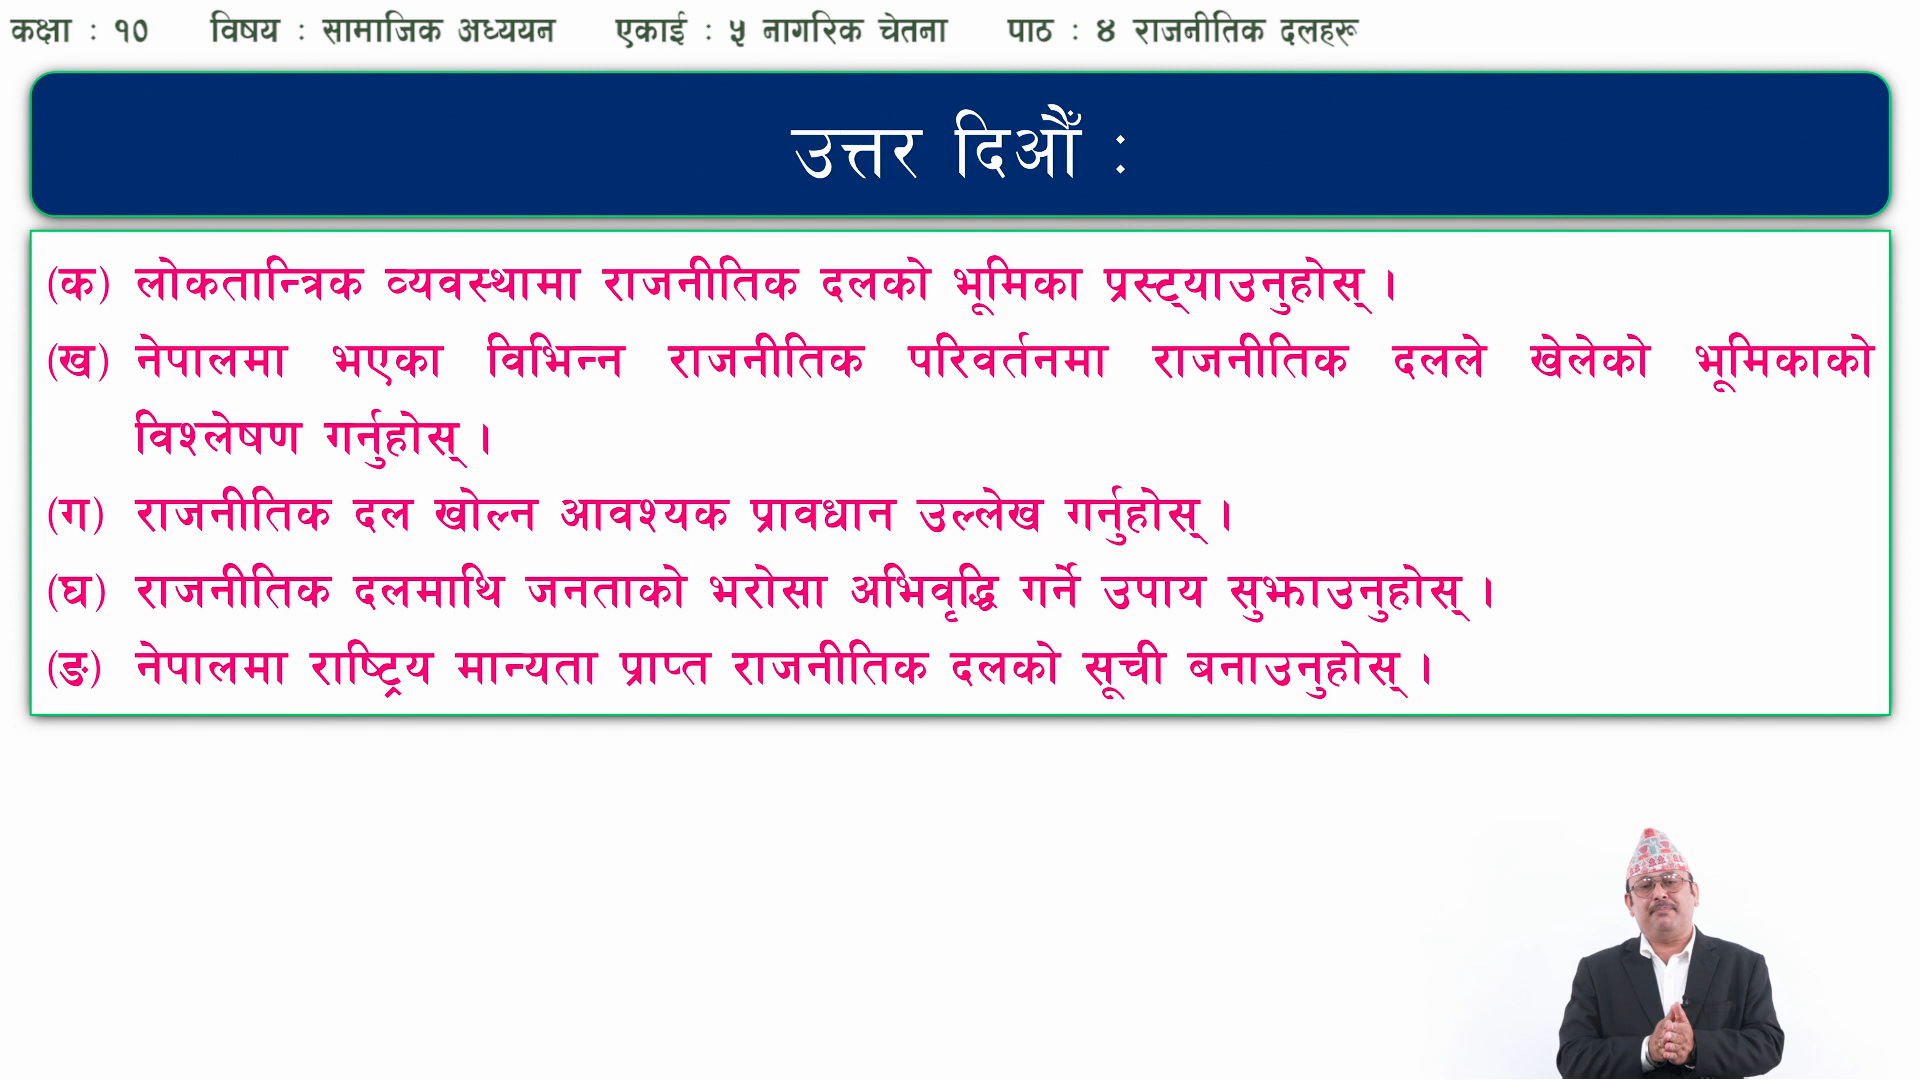 कक्षा : १० विषय : सामाजिक अध्ययन एकाई : ५ नागरिक चेतना पाठ : ४ राजनीतिक दलहरू
उत्तर दिऔँ :
(क) लोकतान्त्रिक व्यवस्थामा राजनीतिक दलको भूमिका प्रस्ट्याउनुहोस् ।
(ख) नेपालमा भएका विभिन्न राजनीतिक परिवर्तनमा राजनीतिक दलले खेलेको भूमिकाको
विश्लेषण गर्नुहोस् ।
(ग) राजनीतिक दल खोल्न आवश्यक प्रावधान उल्लेख गर्नुहोस् ।
(घ) राजनीतिक दलमाथि जनताको भरोसा अभिवृद्धि गर्ने उपाय सुझाउनुहोस् ।
(ङ) नेपालमा राष्ट्रिय मान्यता प्राप्त राजनीतिक दलको सूची बनाउनुहोस् ।